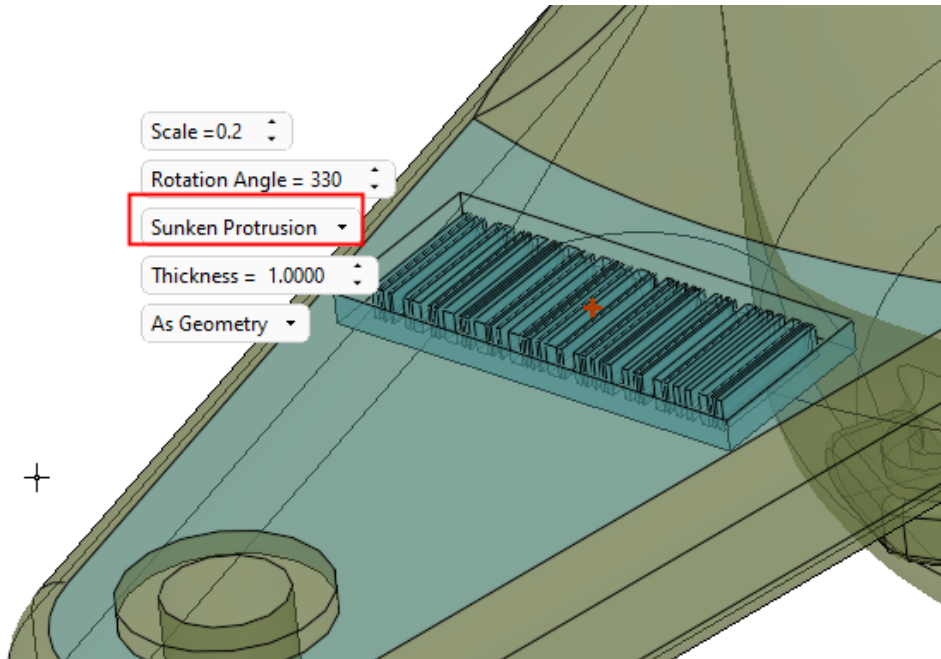 Scale =0.2
Rotation Angle = 330
Sunken Protrusion
Thickness = 1.0000
As Geometry